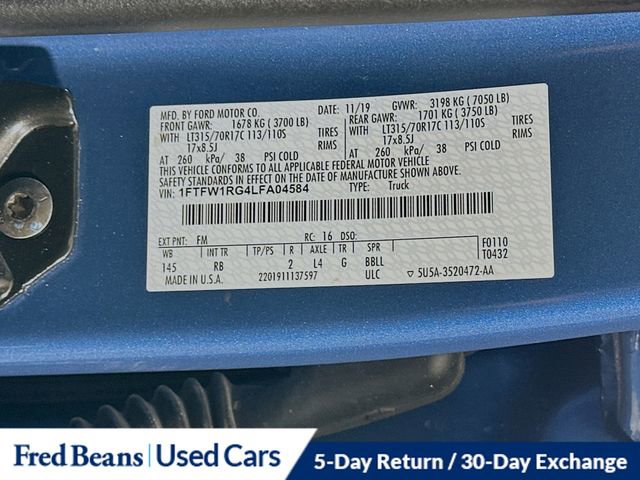 MFD. BY FORD MOTOR CO.
DATE: 11/19 GVWR: 3198 KG (7050 LB)
FRONT GAWR: 1678 KG (3700 LB) REAR GAWR: 1701 KG (3750 LB)
WITH LT315/70R17C 113/110S TIRES WITH LT315/70R17C 113/110S TIRES
17x8.5J RIMS 17x8.5J RIMS
AT 260 kPa/ 38 PSI COLD AT 260 kPa/ 38 PSI COLD
THIS VEHICLE CONFORMS TO ALL APPLICABLE FEDERAL MOTOR VEHICLE
SAFETY STANDARDS IN EFFECT ON THE DATE OF MANUFACTURE SHOWN ABOVE.
VIN: 1FTFW1RG4LFA04584 TYPE: Truck
EXT PNT: FM RC: 16 DSO: F0110
WB INT TR TP/PS R AXLE TR SPR T0432
145 RB 2 L4 G BBLL
MADE IN U.S.A. 2201911137597 ULC ▽ 5U5A-3520472-AA
Fred Beans | Used Cars 5-Day Return / 30-Day Exchange